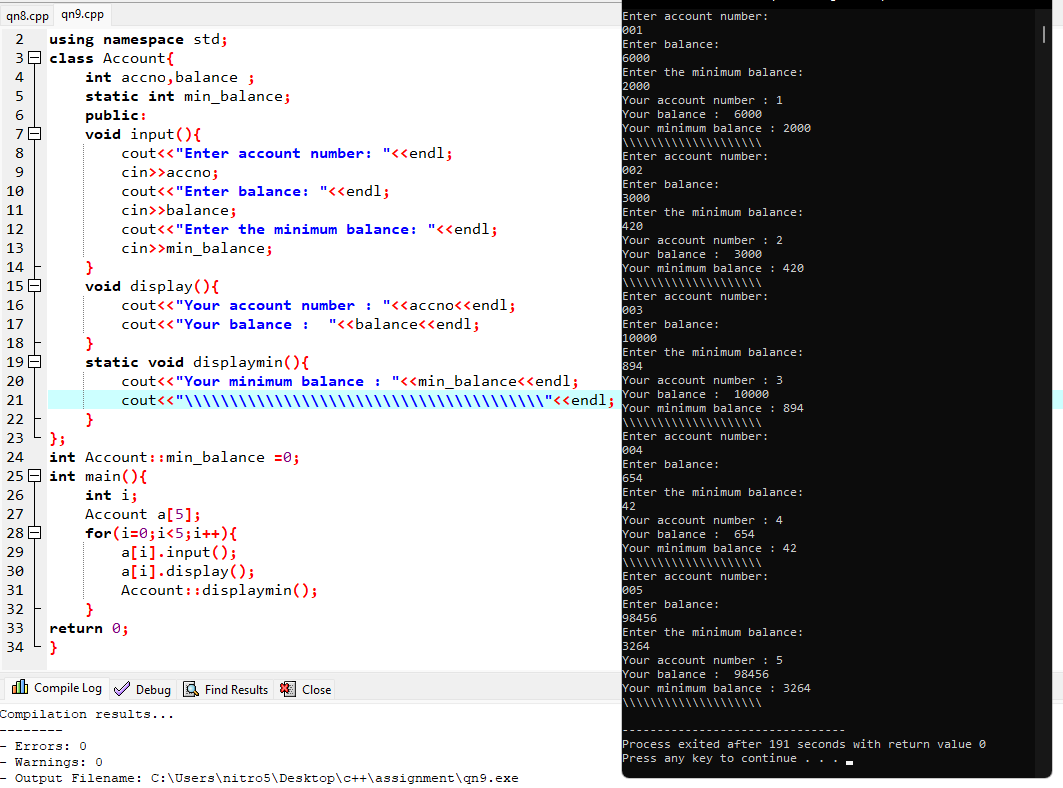 qn8.cpp qn9.cpp
2 using namespace std;
3 class Account{
4 int accno,balance ;
5 static int min_balance;
6 public:
7 void input(){
8 cout<<"Enter account number: "<<endl;
9 cin>>accno;
10 cout<<"Enter balance: "<<endl;
11 cin>>balance;
12 cout<<"Enter the minimum balance: "<<endl;
13 cin>>min_balance;
14 }
15 void display(){
16 cout<<"Your account number : "<<accno<<endl;
17 cout<<"Your balance :  "<<balance<<endl;
18 }
19 static void displaymin(){
20 cout<<"Your minimum balance : "<<min_balance<<endl;
21 cout<<"\\\\\\\\\\\\\\\\\\\\\\\\\\\\\\\\\\\\\\\\"<<endl;
22 }
23 };
24 int Account::min_balance =0;
25 int main(){
26 int i;
27 Account a[5];
28 for(i=0;i<5;i++){
29 a[i].input();
30 a[i].display();
31 Account::displaymin();
32 }
33 return 0;
34 }
Compile Log Debug Find Results Close
Compilation results...
--------
- Errors: 0
- Warnings: 0
- Output Filename: C:\Users\nitro5\Desktop\c++\assignment\qn9.exe
Enter account number:
001
Enter balance:
6000
Enter the minimum balance:
2000
Your account number : 1
Your balance :  6000
Your minimum balance : 2000
\\\\\\\\\\\\\\\\\\\\
Enter account number:
002
Enter balance:
3000
Enter the minimum balance:
420
Your account number : 2
Your balance :  3000
Your minimum balance : 420
\\\\\\\\\\\\\\\\\\\\
Enter account number:
003
Enter balance:
10000
Enter the minimum balance:
894
Your account number : 3
Your balance :  10000
Your minimum balance : 894
\\\\\\\\\\\\\\\\\\\\
Enter account number:
004
Enter balance:
654
Enter the minimum balance:
42
Your account number : 4
Your balance :  654
Your minimum balance : 42
\\\\\\\\\\\\\\\\\\\\
Enter account number:
005
Enter balance:
98456
Enter the minimum balance:
3264
Your account number : 5
Your balance :  98456
Your minimum balance : 3264
\\\\\\\\\\\\\\\\\\\\
--------------------------------
Process exited after 191 seconds with return value 0
Press any key to continue . . .